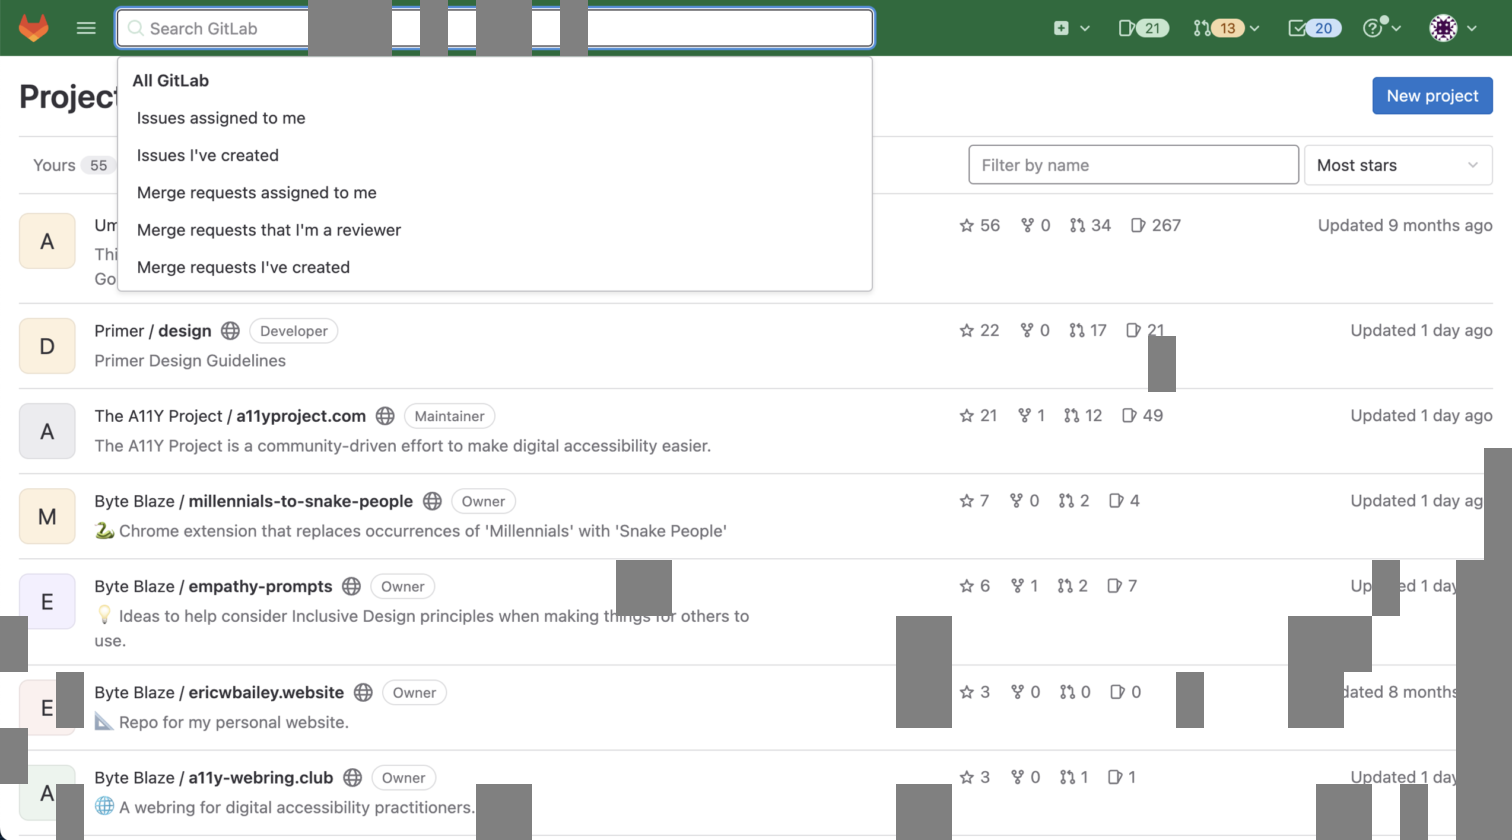 Search GitLab
21
13
20
All GitLab
Issues assigned to me
Issues I've created
Merge requests assigned to me
Merge requests that I'm a reviewer
Merge requests I've created
Project
New project
Yours 55
Filter by name
Most stars
A
Um
56 0 34 267
Updated 9 months ago
Thi
Go
D
Primer / design Developer
22 0 17 21
Updated 1 day ago
Primer Design Guidelines
A
The A11Y Project / a11yproject.com Maintainer
21 1 12 49
Updated 1 day ago
The A11Y Project is a community-driven effort to make digital accessibility easier.
M
Byte Blaze / millennials-to-snake-people Owner
7 0 2 4
Updated 1 day ag
Chrome extension that replaces occurrences of 'Millennials' with 'Snake People'
E
Byte Blaze / empathy-prompts Owner
6 1 2 7
1 day
Ideas to help consider Inclusive Design principles when making things for others to
use.
E
Byte Blaze / ericwbailey.website Owner
3 0 0 0
dated 8 months
Repo for my personal website.
A
Byte Blaze / a11y-webring.club Owner
3 0 1 1
Updated 1 day
A webring for digital accessibility practitioners.